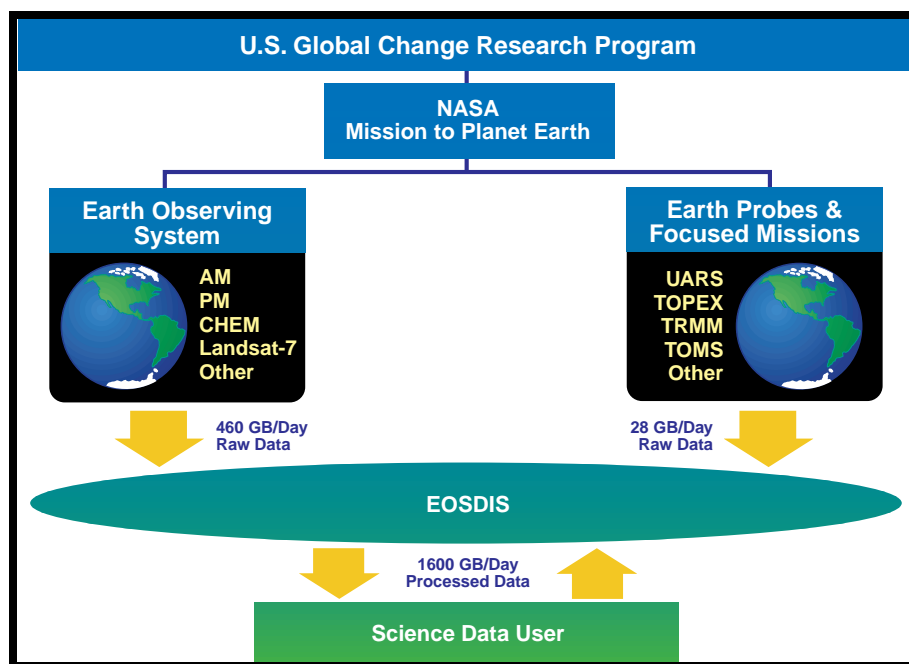 U.S. Global Change Research Program
NASA
Mission to Planet Earth
Earth Observing
System
AM
PM
CHEM
Landsat-7
Other
Earth Probes &
Focused Missions
UARS
TOPEX
TRMM
TOMS
Other
460 GB/Day
Raw Data
28 GB/Day
Raw Data
EOSDIS
1600 GB/Day
Processed Data
Science Data User